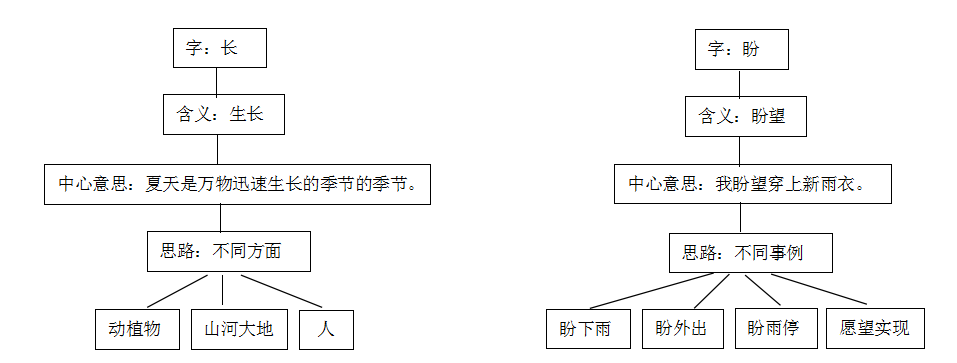 字：长
含义：生长
中心意思：夏天是万物迅速生长的季节的季节。
思路：不同方面
动植物
山河大地
人
字：盼
含义：盼望
中心意思：我盼望穿上新雨衣。
思路：不同事例
盼下雨
盼外出
盼雨停
愿望实现